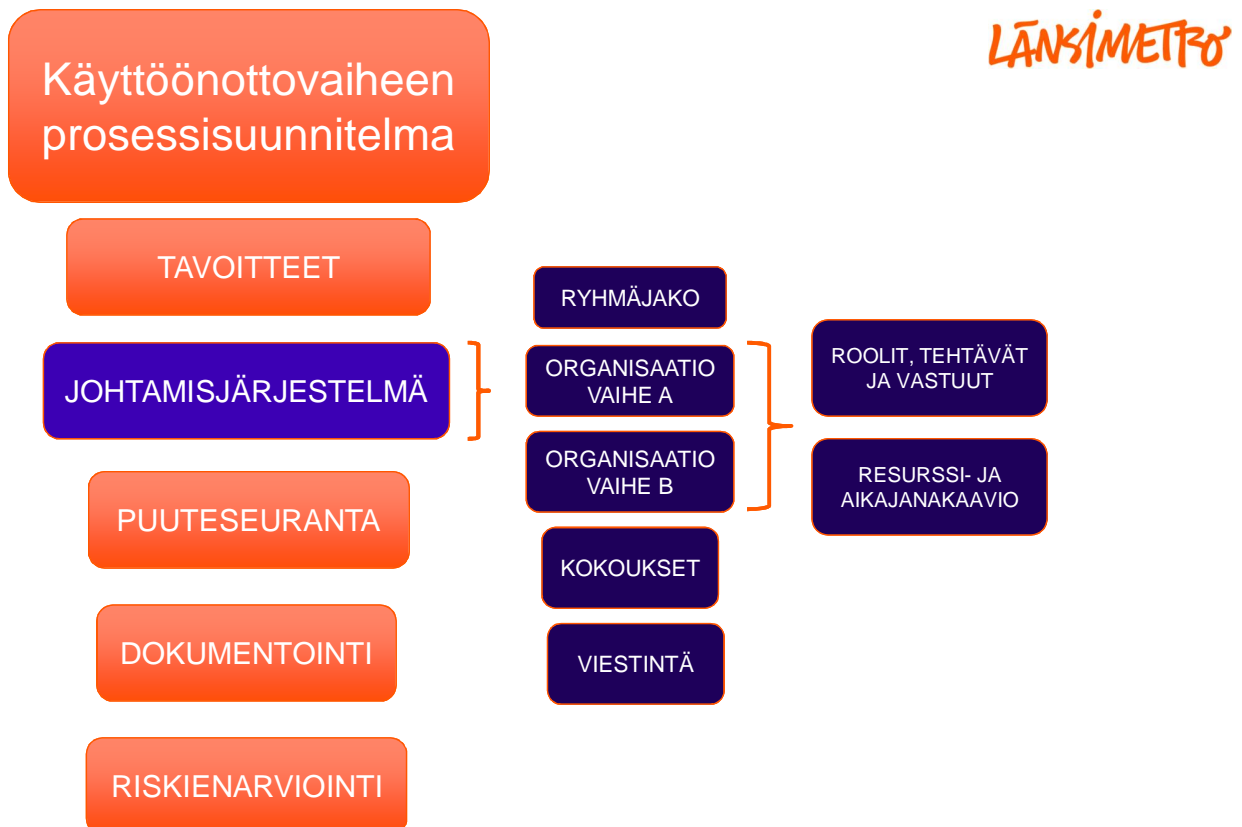 LÄNSIMETRO
Käyttöönottovaiheen
prosessisuunnitelma
TAVOITTEET
JOHTAMISJÄRJESTELMÄ
PUUTESEURANTA
DOKUMENTOINTI
RISKIENARVIOINTI
RYHMÄJAKO
ORGANISAATIO
VAIHE A
ORGANISAATIO
VAIHE B
KOKOUKSET
VIESTINTÄ
ROOLIT, TEHTÄVÄT
JA VASTUUT
RESURSSI- JA
AIKAJANAKAAVIO